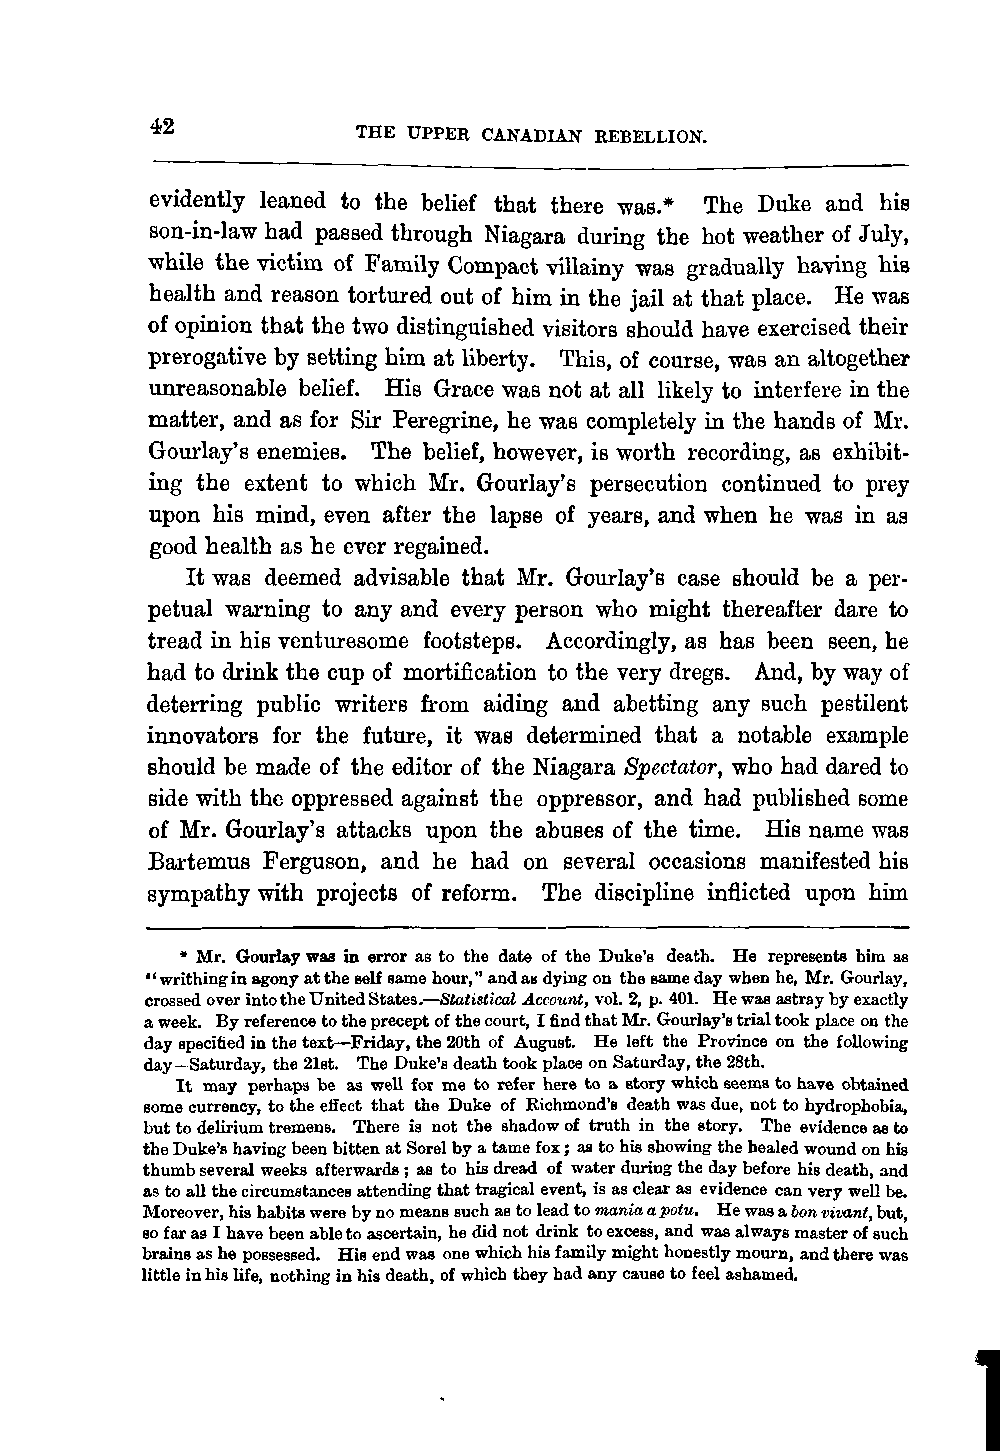 42
THE UPPER CANADIAN REBELLION.
evidently leaned to the belief that there was.* The Duke and his
son-in-law had passed through Niagara during the hot weather of July,
while the victim of Family Compact villainy was gradually having his
health and reason tortured out of him in the jail at that place. He was
of opinion that the two distinguished visitors should have exercised their
prerogative by setting him at liberty. This, of course, was an altogether
unreasonable belief. His Grace was not at all likely to interfere in the
matter, and as for Sir Peregrine, he was completely in the hands of Mr.
Gourlay's enemies. The belief, however, is worth recording, as exhibit-
ing the extent to which Mr. Gourlay's persecution continued to prey
upon his mind, even after the lapse of years, and when he was in as
good health as he ever regained.
It was deemed advisable that Mr. Gourlay's case should be a per-
petual warning to any and every person who might thereafter dare to
tread in his venturesome footsteps. Accordingly, as has been seen, he
had to drink the cup of mortification to the very dregs. And, by way of
deterring public writers from aiding and abetting any such pestilent
innovators for the future, it was determined that a notable example
should be made of the editor of the Niagara Spectator, who had dared to
side with the oppressed against the oppressor, and had published some
of Mr. Gourlay's attacks upon the abuses of the time. His name was
Bartemus Ferguson, and he had on several occasions manifested his
sympathy with projects of reform. The discipline inflicted upon him
* Mr. Gourlay was in error as to the date of the Duke's death. He represents him as
"writhing in agony at the self same hour," and as dying on the same day when he, Mr. Gourlay,
crossed over into the United States.—Statistical Account, vol. 2, p. 401. He was astray by exactly
a week. By reference to the precept of the court, I find that Mr. Gourlay's trial took place on the
day specified in the text—Friday, the 20th of August. He left the Province on the following
day—Saturday, the 21st. The Duke's death took place on Saturday, the 28th.
It may perhaps be as well for me to refer here to a story which seems to have obtained
some currency, to the effect that the Duke of Richmond's death was due, not to hydrophobia,
but to delirium tremens. There is not the shadow of truth in the story. The evidence as to
the Duke's having been bitten at Sorel by a tame fox; as to his showing the healed wound on his
thumb several weeks afterwards; as to his dread of water during the day before his death, and
as to all the circumstances attending that tragical event, is as clear as evidence can very well be.
Moreover, his habits were by no means such as to lead to mania a potu. He was a bon vivant, but,
so far as I have been able to ascertain, he did not drink to excess, and was always master of such
brains as he possessed. His end was one which his family might honestly mourn, and there was
little in his life, nothing in his death, of which they had any cause to feel ashamed.